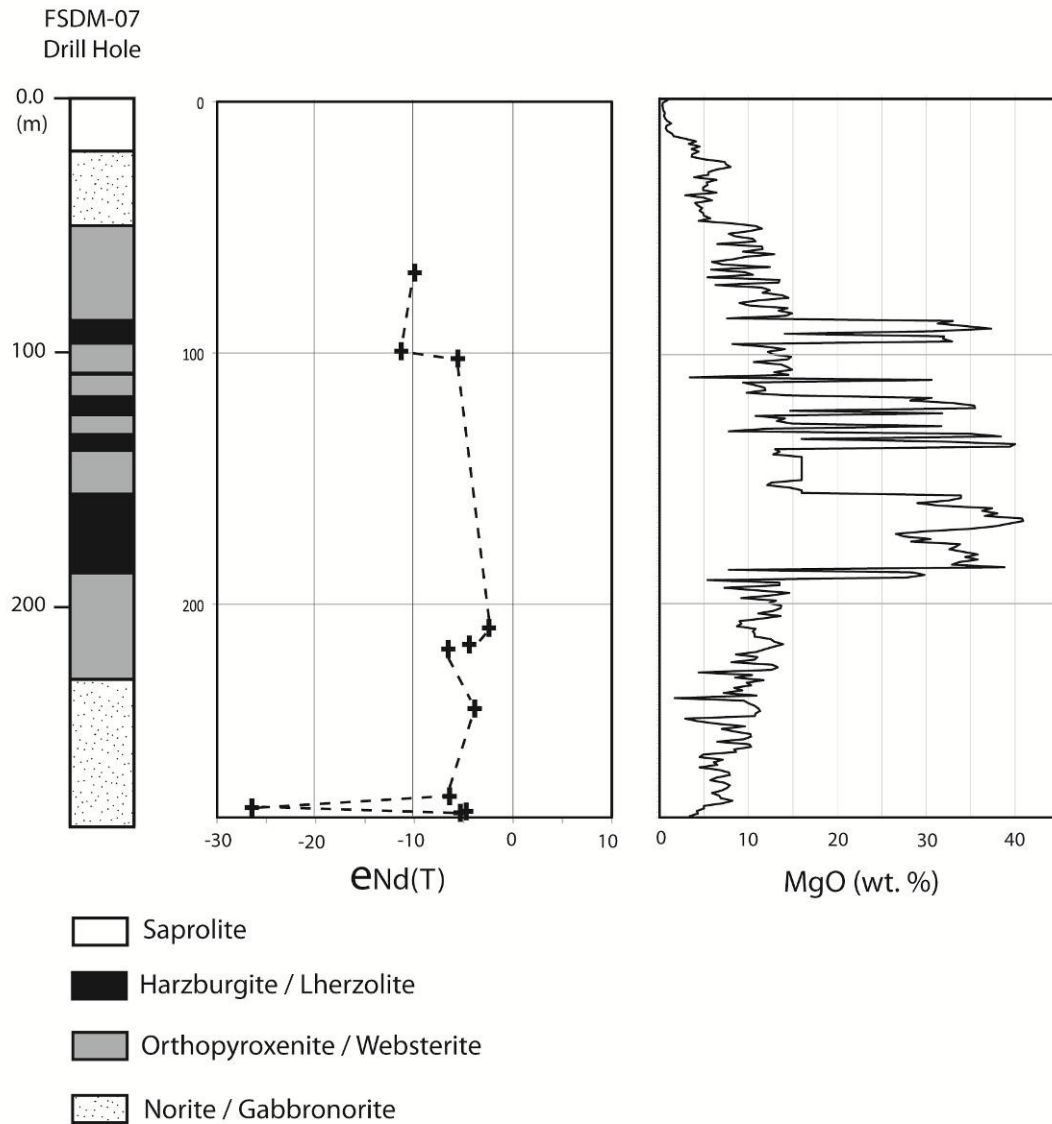 FSDM-07
Drill Hole
0.0
(m)
100
200
0
100
200
-30
-20
-10
0
10
eNd(T)
0
10
20
30
40
MgO (wt. %)
Saprolite
Harzburgite / Lherzolite
Orthopyroxenite / Websterite
Norite / Gabbronorite